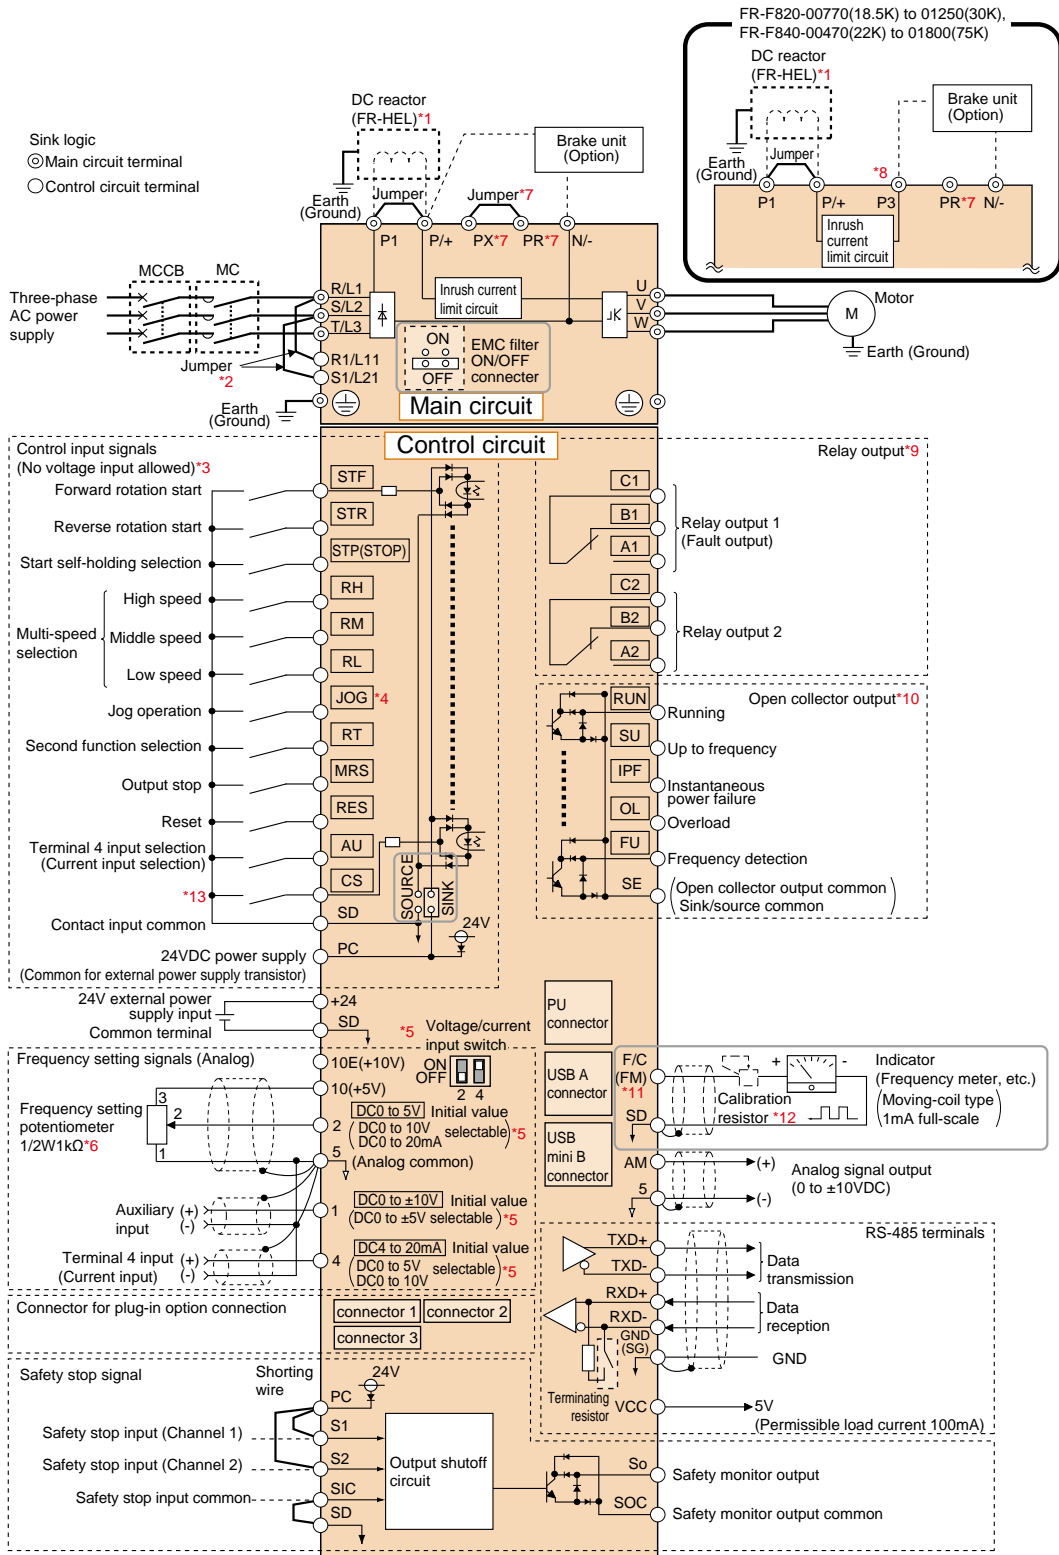 FR-F820-00770(18.5K) to 01250(30K),
FR-F840-00470(22K) to 01800(75K)
DC reactor
(FR-HEL)*1
Brake unit
(Option)
Earth
(Ground)
Jumper
*8
P1
P/+
P3
PR*7
N/-
Inrush
current
limit circuit
Sink logic
Main circuit terminal
Control circuit terminal
DC reactor
(FR-HEL)*1
Brake unit
(Option)
Earth
(Ground)
Jumper
Jumper*7
P1
P/+
PX*7
PR*7
N/-
MCCB
MC
Three-phase
AC power
supply
R/L1
S/L2
T/L3
R1/L11
S1/L21
Jumper
*2
Earth
(Ground)
Inrush current
limit circuit
ON
OFF
EMC filter
ON/OFF
connecter
U
V
W
Motor
M
Earth (Ground)
Main circuit
Control circuit
Control input signals
(No voltage input allowed)*3
Forward rotation start
STF
Reverse rotation start
STR
Start self-holding selection
STP(STOP)
Multi-speed
selection
High speed
RH
Middle speed
RM
Low speed
RL
Jog operation
JOG *4
Second function selection
RT
Output stop
MRS
Reset
RES
Terminal 4 input selection
(Current input selection)
AU
*13
CS
SOURCE
SINK
Contact input common
SD
24V
24VDC power supply
(Common for external power supply transistor)
PC
Relay output*9
C1
B1
A1
Relay output 1
(Fault output)
C2
B2
A2
Relay output 2
Open collector output*10
RUN
Running
SU
Up to frequency
IPF
Instantaneous
power failure
OL
Overload
FU
Frequency detection
SE
(Open collector output common
Sink/source common)
24V external power
supply input
Common terminal
+24
SD
*5
Voltage/current
input switch
ON
OFF
2 4
PU
connector
USB A
connector
USB
mini B
connector
Frequency setting signals (Analog)
10E(+10V)
10(+5V)
Frequency setting
potentiometer
1/2W1kΩ*6
3
2
1
2
DC0 to 5V Initial value
(DC0 to 10V
DC0 to 20mA selectable)*5
5
(Analog common)
Auxiliary
input
(+)
(-)
1
DC0 to ±10V Initial value
(DC0 to ±5V selectable)*5
Terminal 4 input
(Current input)
(+)
(-)
4
DC4 to 20mA Initial value
(DC0 to 5V
DC0 to 10V selectable)*5
F/C
(FM)
*11
SD
Calibration
resistor *12
+
-
Indicator
(Frequency meter, etc.)
(Moving-coil type
1mA full-scale)
AM
5
(+)
(-)
Analog signal output
(0 to ±10VDC)
RS-485 terminals
TXD+
TXD-
Data
transmission
RXD+
RXD-
Data
reception
GND
(SG)
GND
Terminating
resistor
VCC
5V
(Permissible load current 100mA)
Connector for plug-in option connection
connector 1
connector 2
connector 3
Safety stop signal
Shorting
wire
24V
PC
Safety stop input (Channel 1)
S1
Safety stop input (Channel 2)
S2
Safety stop input common
SIC
SD
Output shutoff
circuit
So
Safety monitor output
SOC
Safety monitor output common